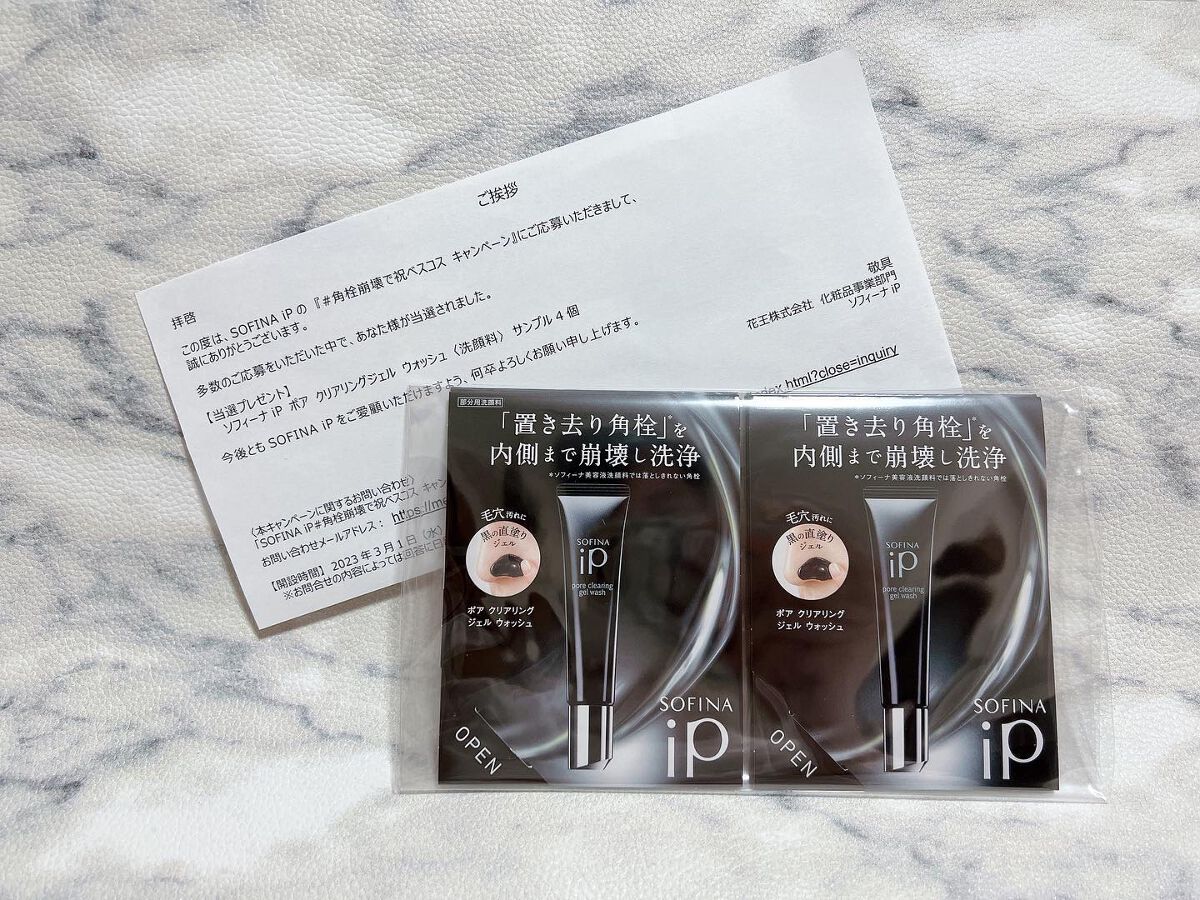 ご挨拶
拝啓
この度は、SOFINA iP の 『#角栓崩壊で祝ベスコス キャンペーン』にご応募いただきまして、
誠にありがとうございます。
多数のご応募をいただいた中で、あなた様が当選されました。
【当選プレゼント】
ソフィーナ iP ポア クリアリングジェル ウォッシュ〈洗顔料〉 サンプル 4 個
今後とも SOFINA iP をご愛顧いただけますよう、何卒よろしくお願い申し上げます。
敬具
花王株式会社 化粧品事業部門
ソフィーナ iP
〈本キャンペーンに関するお問い合わせ〉
「SOFINA iP#角栓崩壊で祝ベスコス キャン
お問い合わせメールアドレス: https://me
ndex.html?close=inquiry
【開設時間】 2023 年 3 月 1 日 (水)
※お問合せの内容によっては回答に日
部分用洗顔料
「置き去り角栓」*を
内側まで崩壊し洗浄
*ソフィーナ美容液洗顔料では落としきれない角栓
毛穴汚れに
黒の直塗り
ジェル
ポア クリアリング
ジェル ウォッシュ
SOFINA
iP
pore clearing
gel wash
OPEN
SOFINA
iP
「置き去り角栓」*を
内側まで崩壊し洗浄
*ソフィーナ美容液洗顔料では落としきれない角栓
毛穴汚れに
黒の直塗り
ジェル
ポア クリアリング
ジェル ウォッシュ
SOFINA
iP
pore clearing
gel wash
OPEN
SOFINA
iP